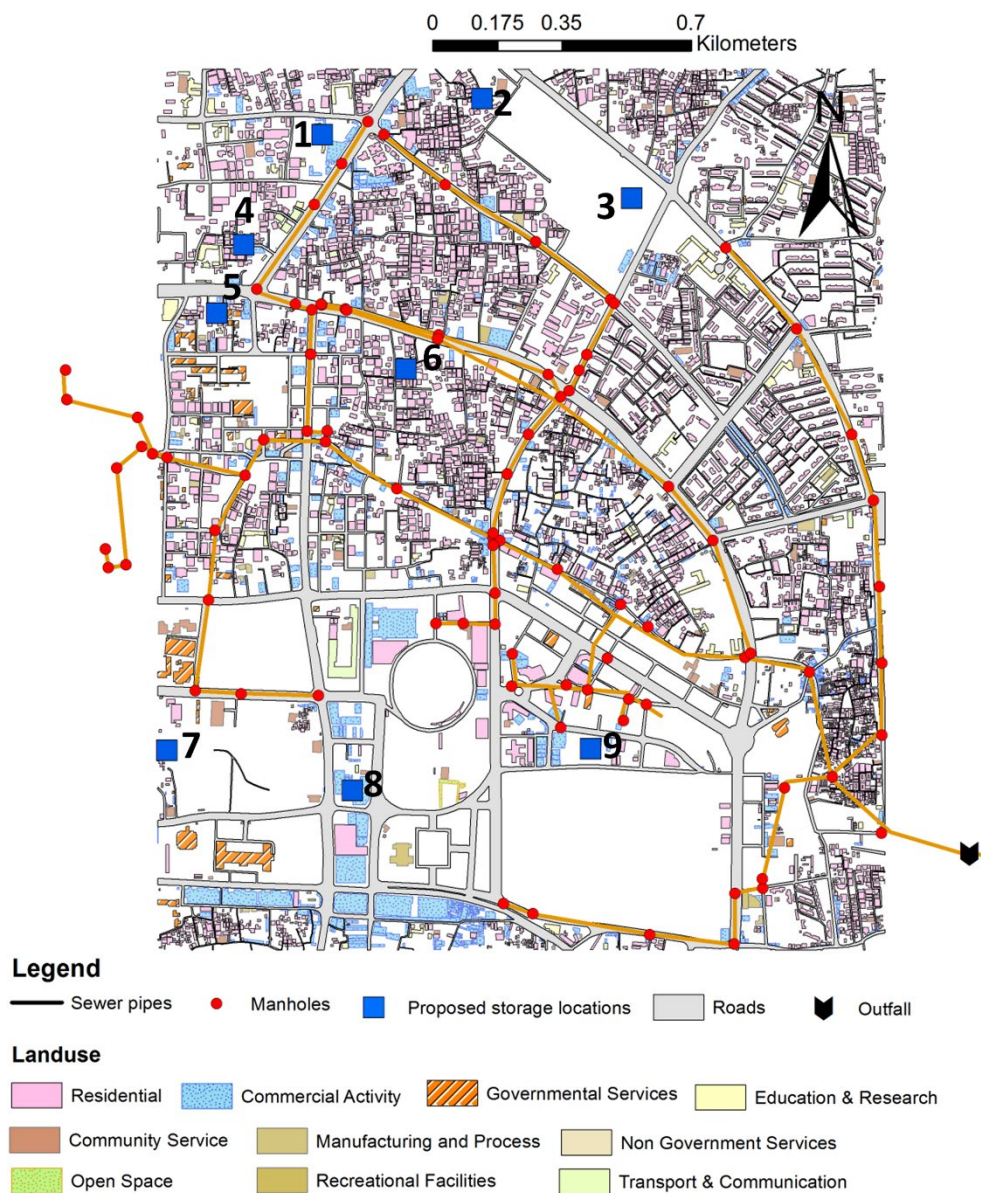 0 0.175 0.35 0.7
Kilometers
N
2
1
3
4
5
6
7
9
8
Legend
Sewer pipes Manholes Proposed storage locations Roads Outfall
Landuse
Residential Commercial Activity Governmental Services Education & Research
Community Service Manufacturing and Process Non Government Services
Open Space Recreational Facilities Transport & Communication